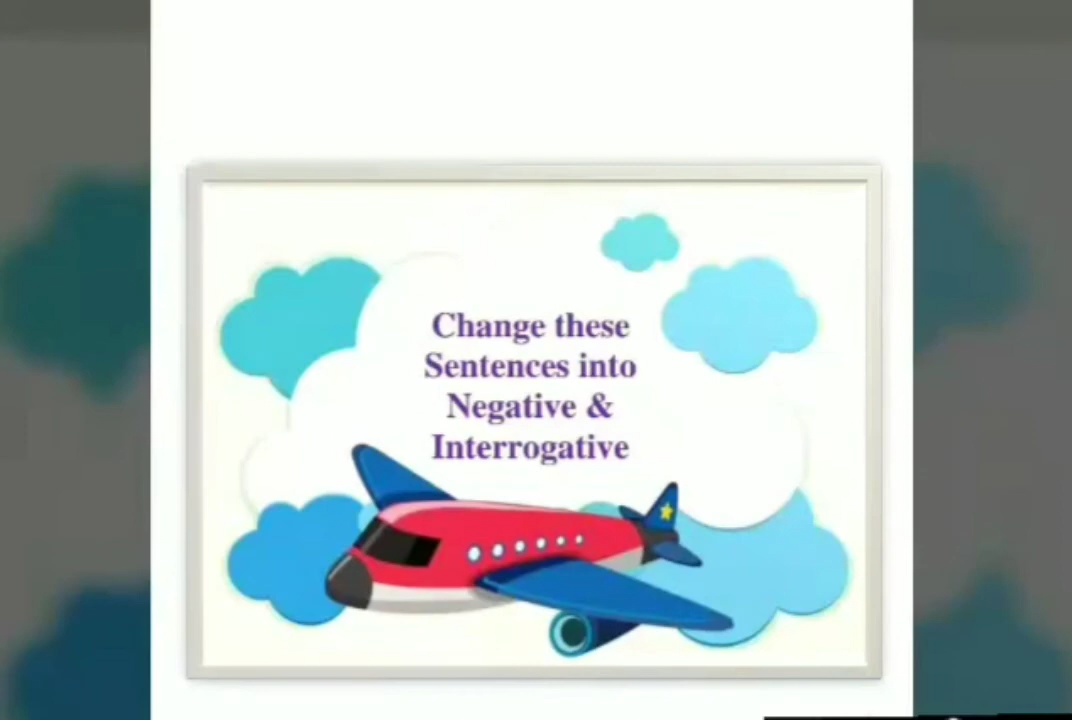 Change these
Sentences into
Negative &
Interrogative